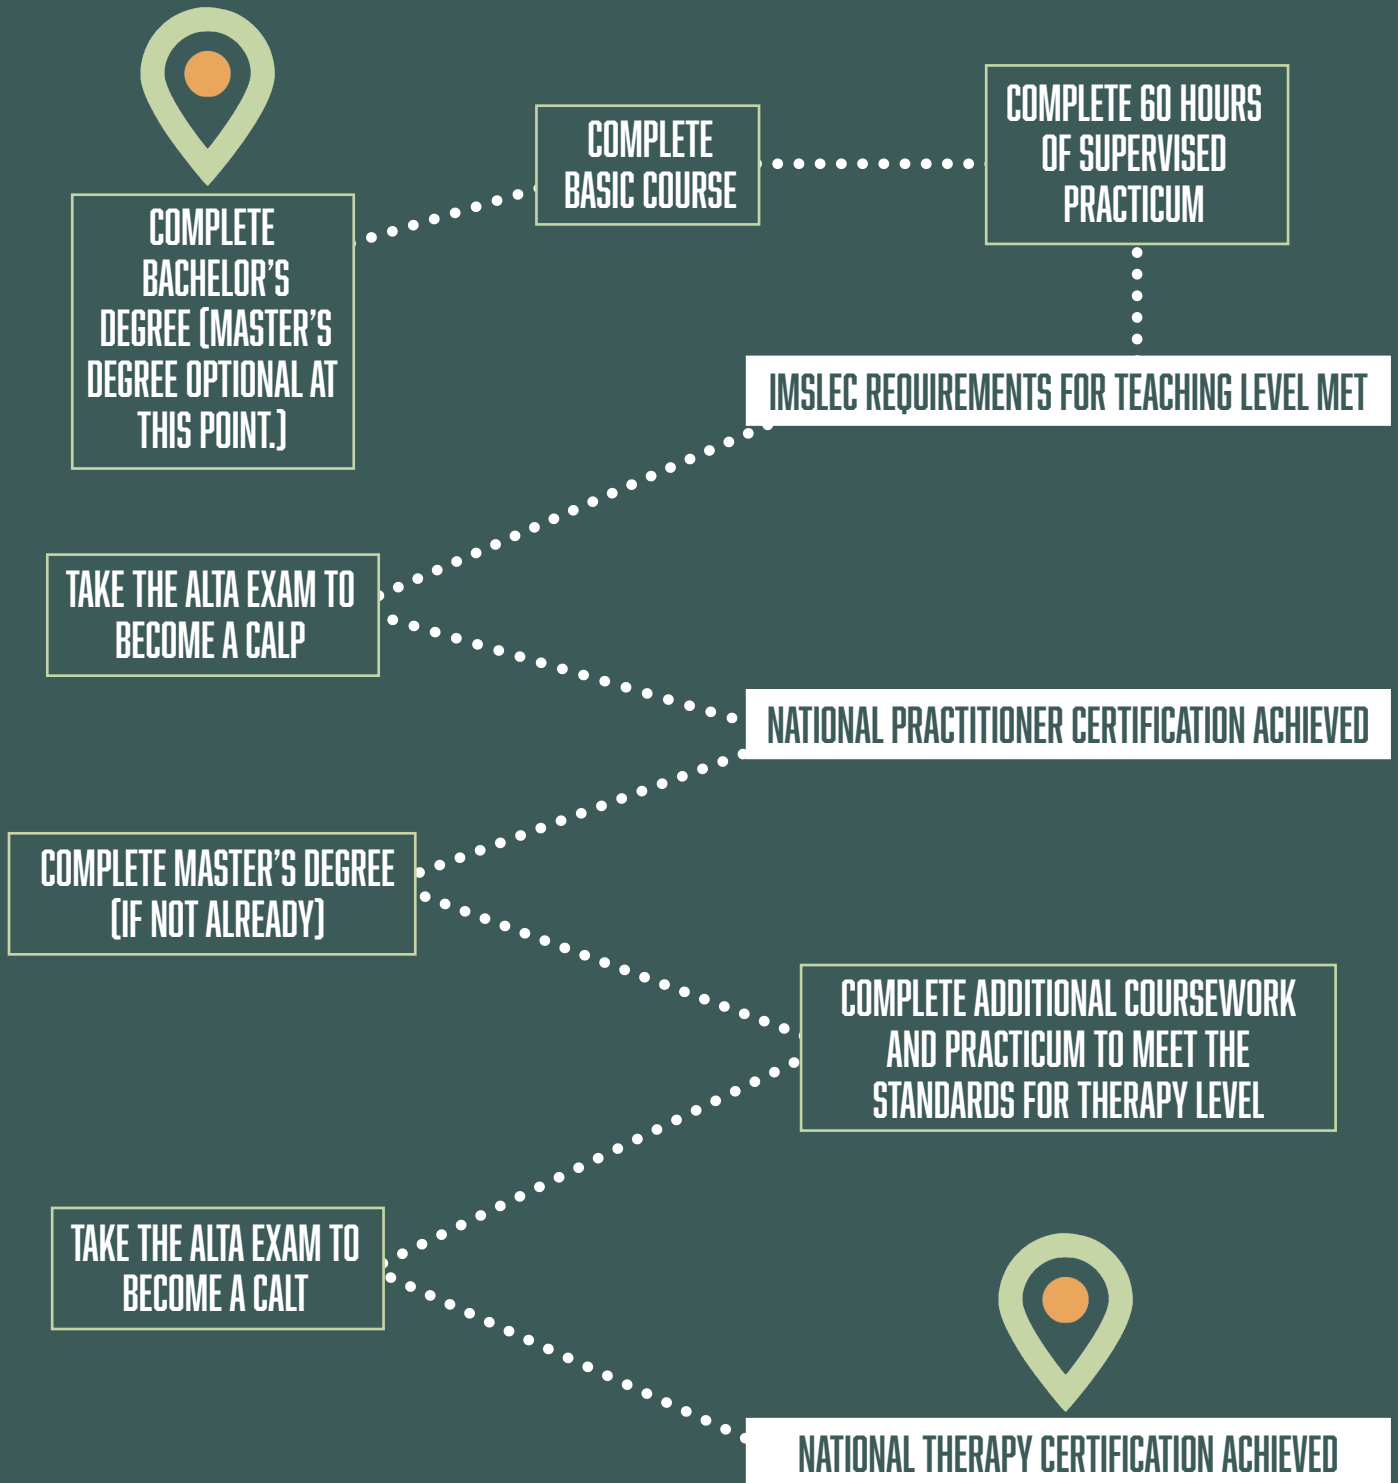 COMPLETE
BACHELOR'S
DEGREE (MASTER'S
DEGREE OPTIONAL AT
THIS POINT.)
COMPLETE
BASIC COURSE
COMPLETE 60 HOURS
OF SUPERVISED
PRACTICUM
IMSLEC REQUIREMENTS FOR TEACHING LEVEL MET
TAKE THE ALTA EXAM TO
BECOME A CALP
NATIONAL PRACTITIONER CERTIFICATION ACHIEVED
COMPLETE MASTER'S DEGREE
(IF NOT ALREADY)
COMPLETE ADDITIONAL COURSEWORK
AND PRACTICUM TO MEET THE
STANDARDS FOR THERAPY LEVEL
TAKE THE ALTA EXAM TO
BECOME A CALT
NATIONAL THERAPY CERTIFICATION ACHIEVED